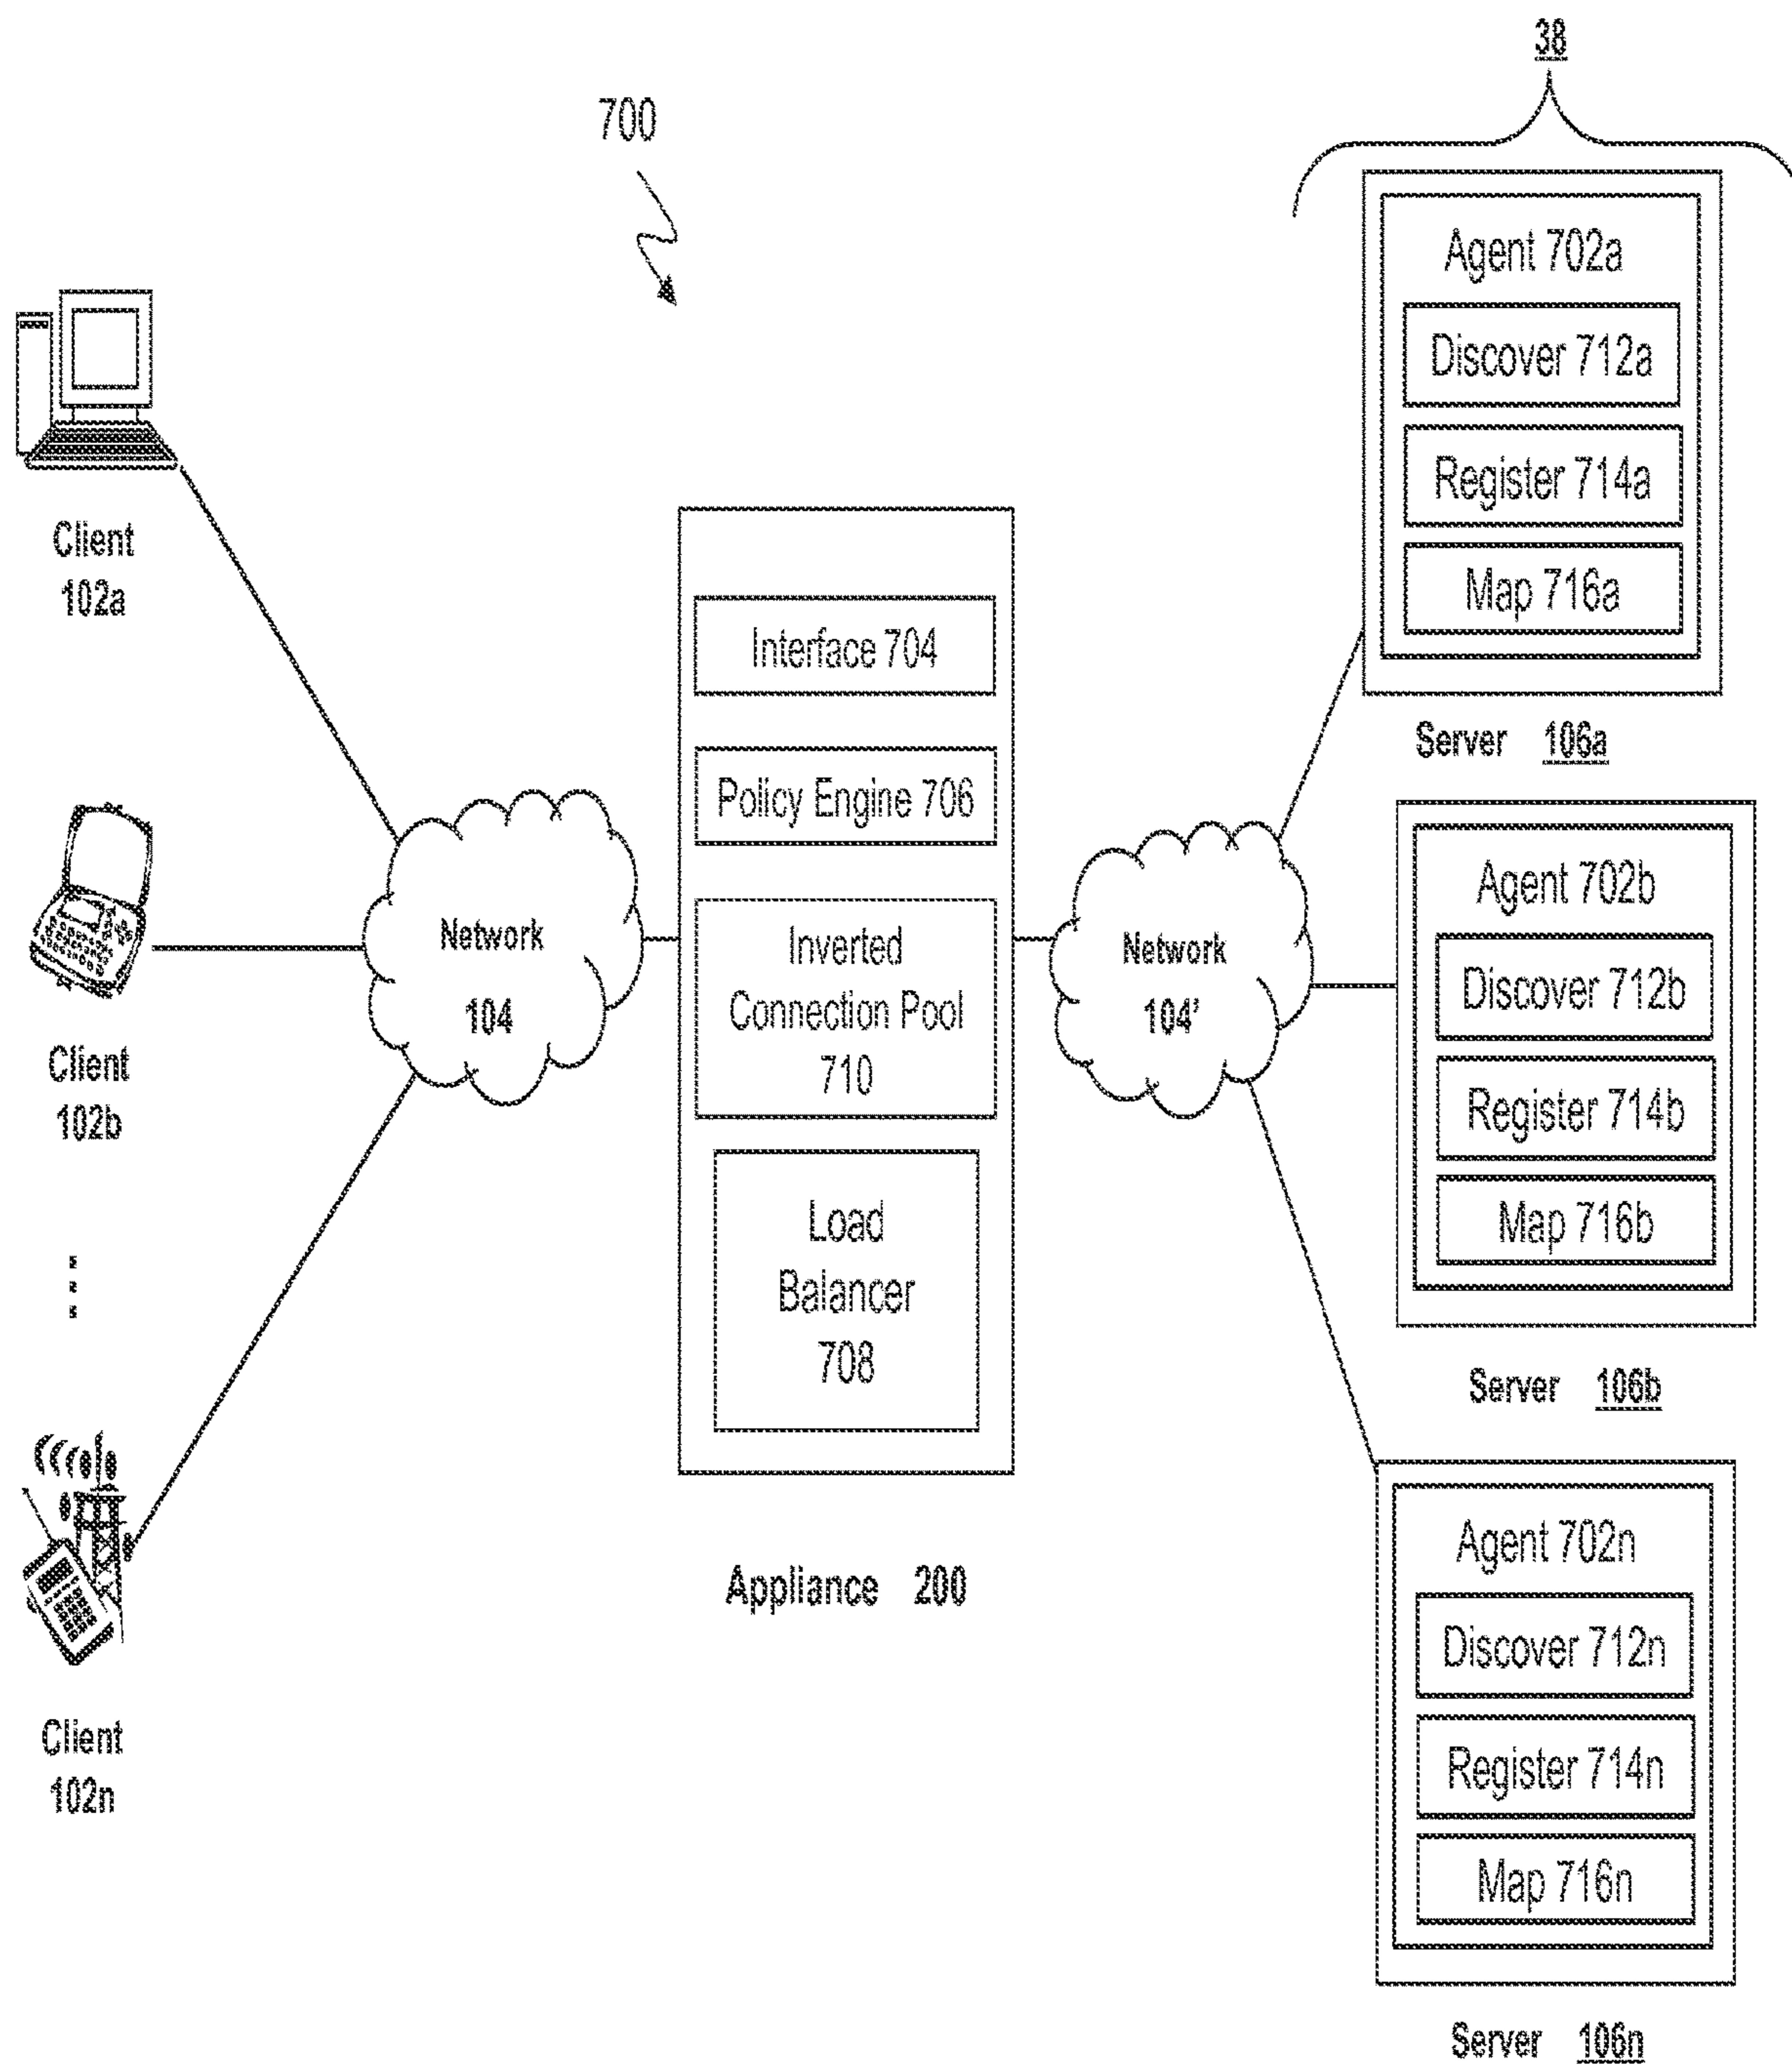 38
700
Agent 702a
Discover 712a
Register 714a
Map 716a
Server 106a
Client
102a
Interface 704
Policy Engine 706
Inverted
Connection Pool
710
Load
Balancer
708
Appliance 200
Network
104
Network
104'
Client
102b
Agent 702b
Discover 712b
Register 714b
Map 716b
Server 106b
Client
102n
Agent 702n
Discover 712n
Register 714n
Map 716n
Server 106n